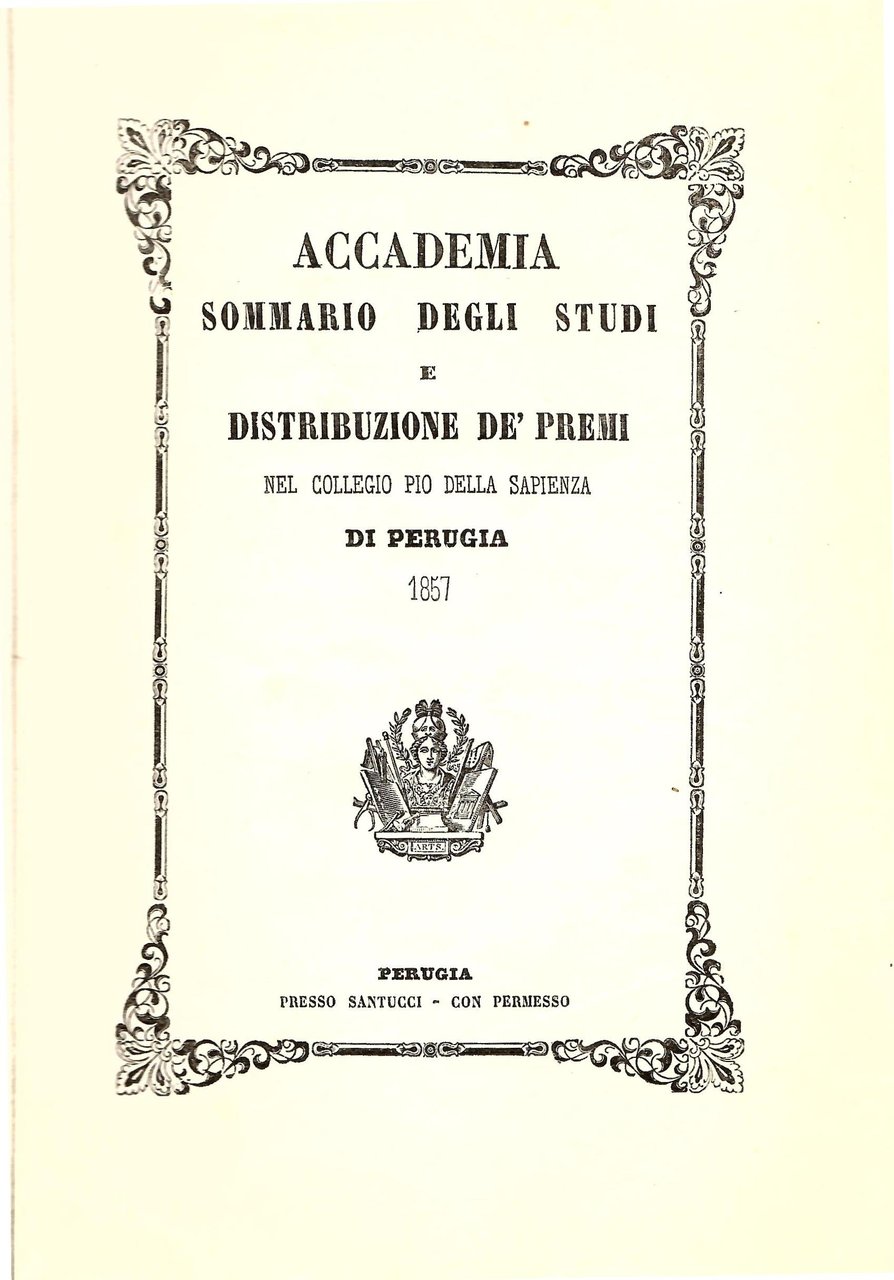 ACCADEMIA
SOMMARIO DEGLI STUDI
E
DISTRIBUZIONE DE' PREMI
NEL COLLEGIO PIO DELLA SAPIENZA
DI PERUGIA
1857
ARTS.
PERUGIA
PRESSO SANTUCCI - CON PERMESSO